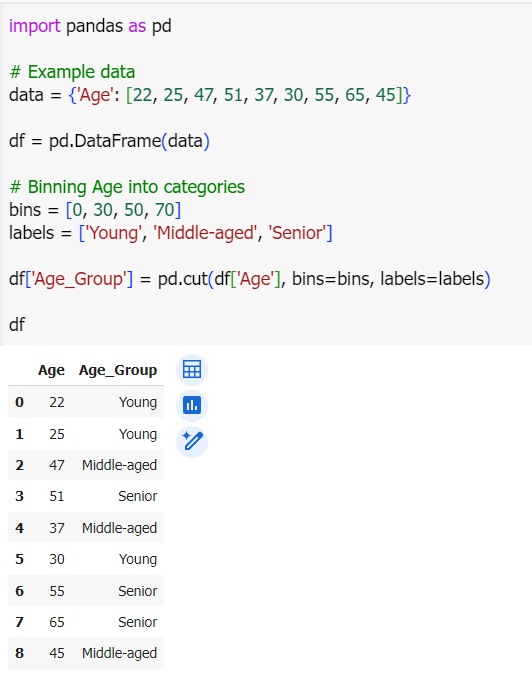 import pandas as pd
# Example data
data = {'Age': [22, 25, 47, 51, 37, 30, 55, 65, 45]}
df = pd.DataFrame(data)
# Binning Age into categories
bins = [0, 30, 50, 70]
labels = ['Young', 'Middle-aged', 'Senior']
df['Age_Group'] = pd.cut(df['Age'], bins=bins, labels=labels)
df
Age Age_Group
0 22 Young
1 25 Young
2 47 Middle-aged
3 51 Senior
4 37 Middle-aged
5 30 Young
6 55 Senior
7 65 Senior
8 45 Middle-aged